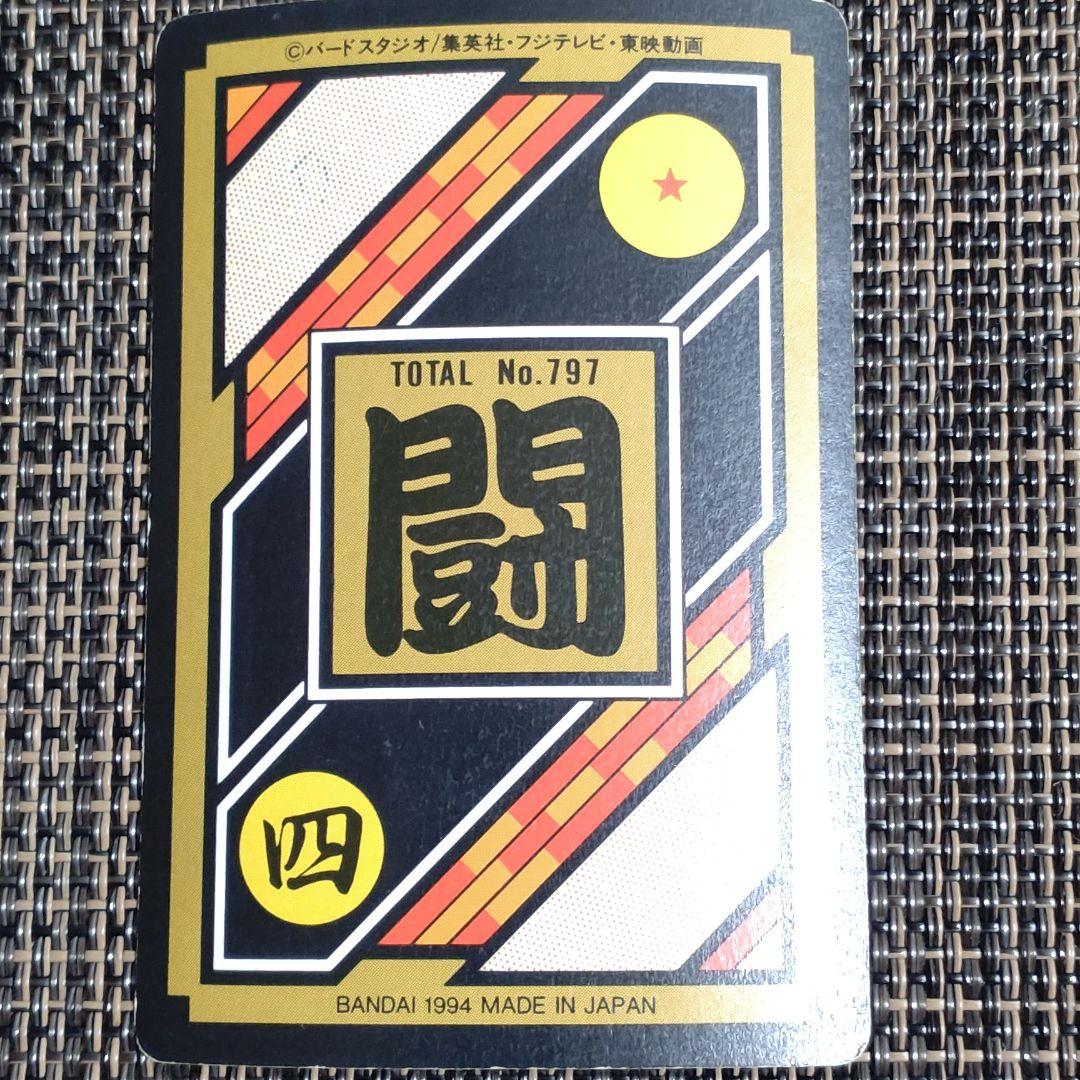 ©バードスタジオ/集英社・フジテレビ・東映動画
TOTAL No.797
闘
四
BANDAI 1994 MADE IN JAPAN